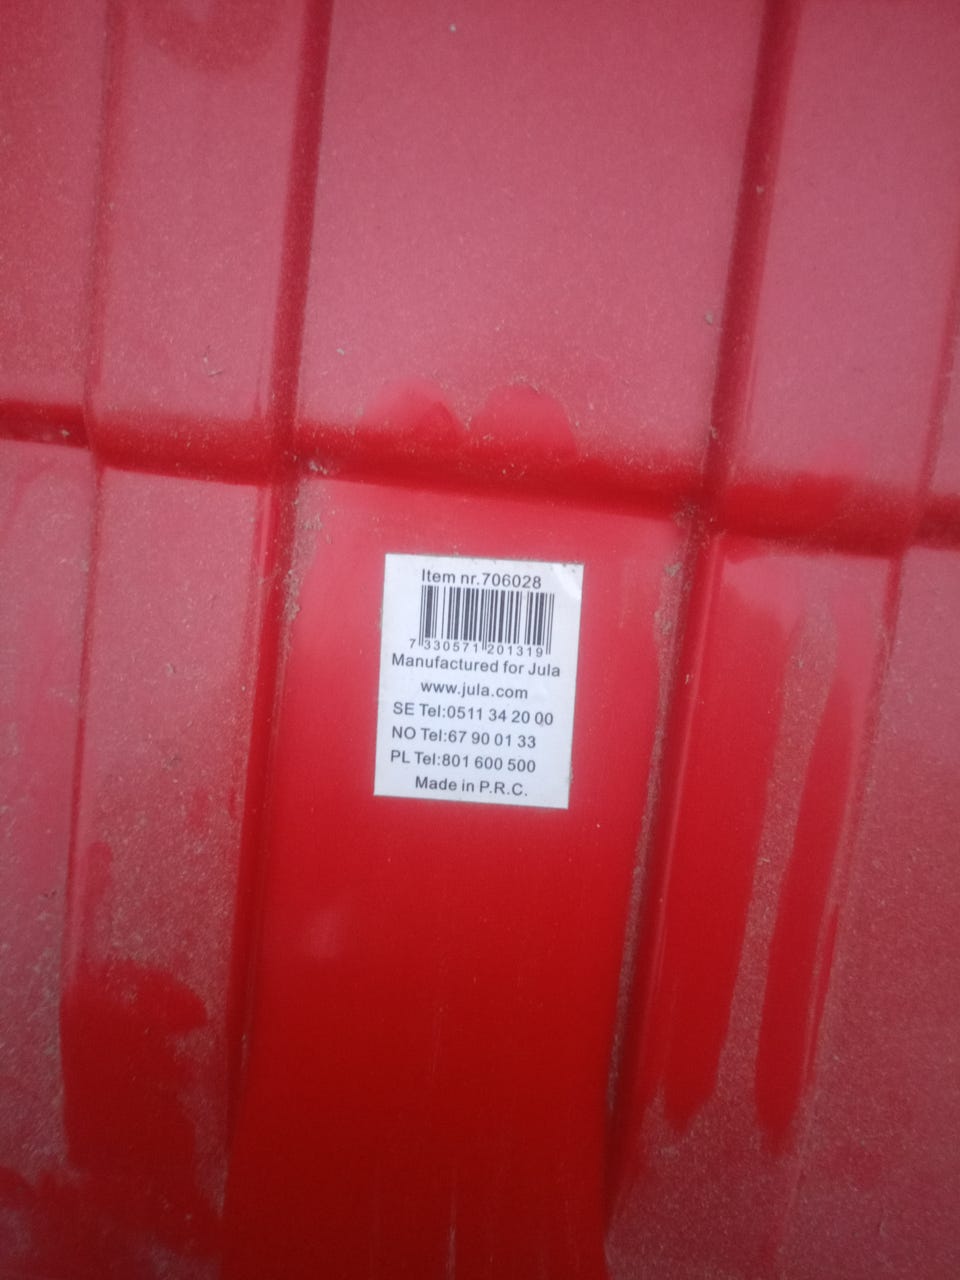 Item nr.706028
7 330571 201319
Manufactured for Jula
www.jula.com
SE Tel:0511 34 20 00
NO Tel:67 90 01 33
PL Tel:801 600 500
Made in P.R.C.